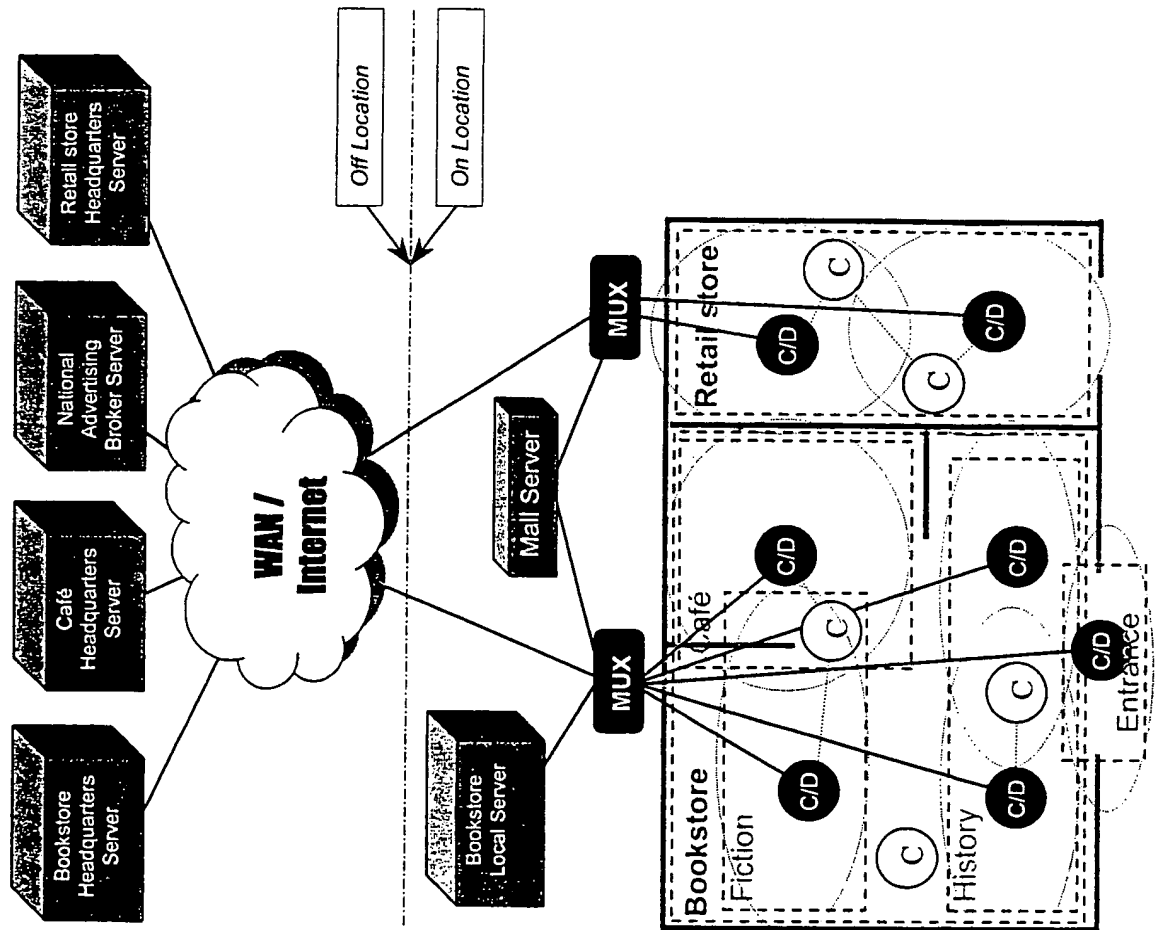 Bookstore
Headquarters
Server
Café
Headquarters
Server
National
Advertising
Broker Server
Retail store
Headquarters
Server
WAN /
Internet
Off Location
On Location
Bookstore
Local Server
Mall Server
MUX
MUX
Bookstore
Fiction
Café
Retail store
C/D
C/D
C/D
C
C
C
C/D
History
C/D
C
C/D
C
C/D
Entrance